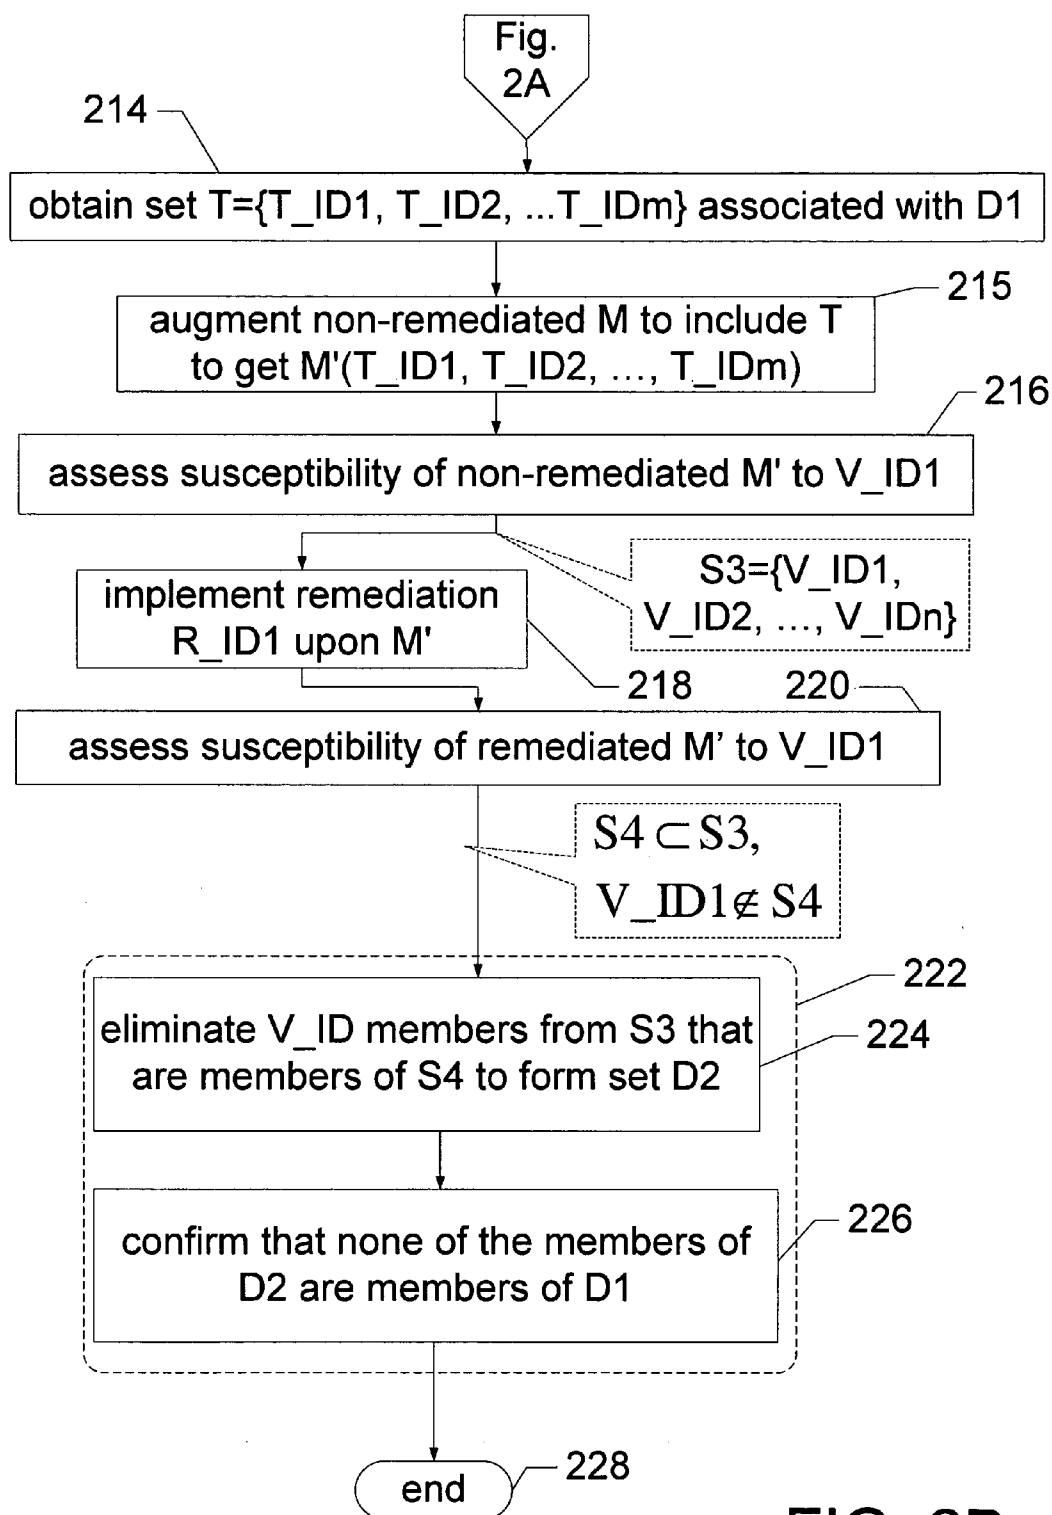 Fig.
2A
214
obtain set T={T_ID1, T_ID2, ...T_IDm} associated with D1
215
augment non-remediated M to include T
to get M'(T_ID1, T_ID2, ..., T_IDm)
216
assess susceptibility of non-remediated M' to V_ID1
S3={V_ID1,
V_ID2, ..., V_IDn}
implement remediation
R_ID1 upon M'
218
220
assess susceptibility of remediated M’ to V_ID1
S4 ⊂ S3,
V_ID1∉ S4
222
eliminate V_ID members from S3 that
are members of S4 to form set D2
224
confirm that none of the members of
D2 are members of D1
226
end
228